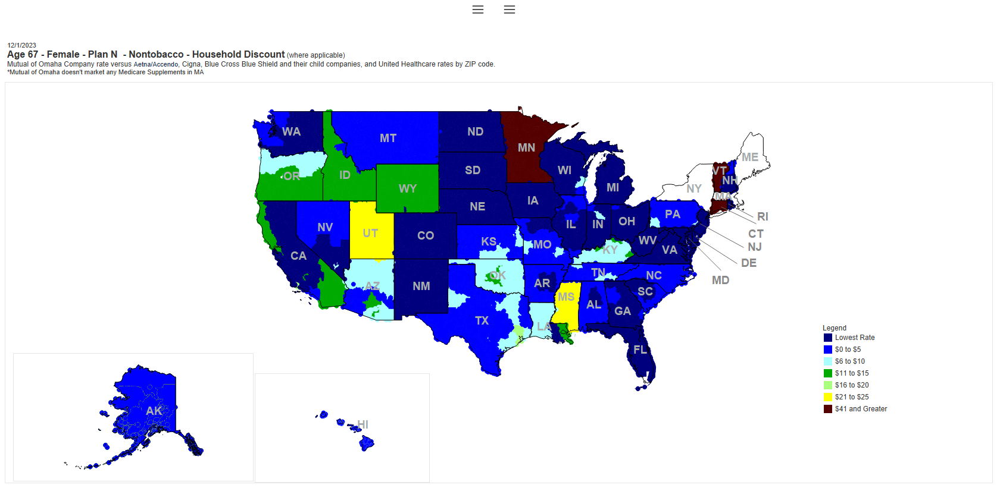 12/1/2023
Age 67 - Female - Plan N - Nontobacco - Household Discount (where applicable)
Mutual of Omaha Company rate versus Aetna/Accendo, Cigna, Blue Cross Blue Shield and their child companies, and United Healthcare rates by ZIP code.
*Mutual of Omaha doesn't market any Medicare Supplements in MA
WA
MT
ND
MN
ME
OR
ID
SD
WI
VT
NH
WY
MI
NY
MA
NE
IA
PA
RI
NV
UT
CO
IL
IN
OH
CT
KS
MO
WV
NJ
CA
KY
VA
DE
AZ
NM
OK
AR
TN
NC
MD
MS
AL
SC
GA
TX
LA
FL
AK
HI
Legend
Lowest Rate
$0 to $5
$6 to $10
$11 to $15
$16 to $20
$21 to $25
$41 and Greater